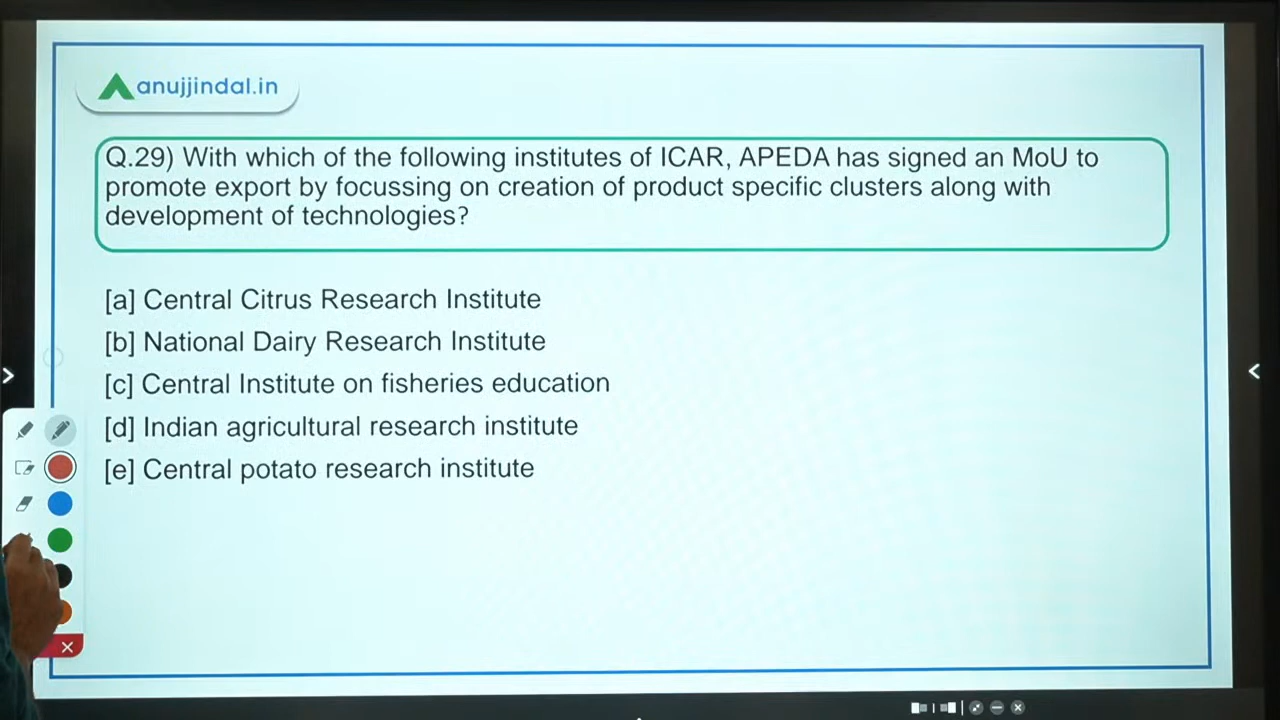 anujjindal.in
Q.29) With which of the following institutes of ICAR, APEDA has signed an MoU to
promote export by focussing on creation of product specific clusters along with
development of technologies?
[a] Central Citrus Research Institute
[b] National Dairy Research Institute
[c] Central Institute on fisheries education
[d] Indian agricultural research institute
[e] Central potato research institute